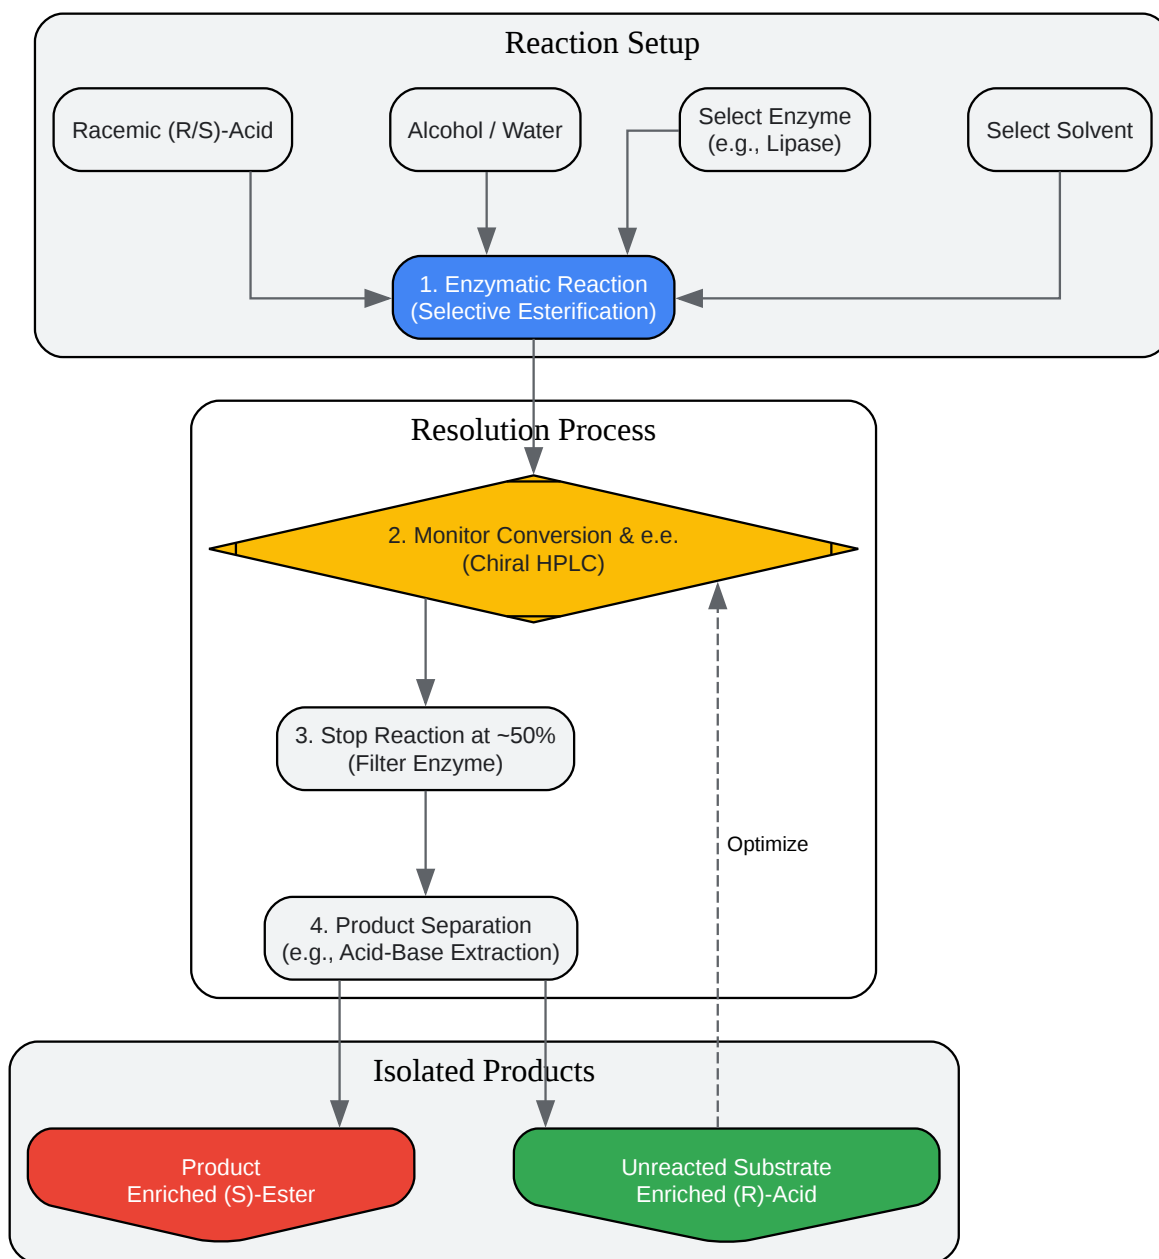 Reaction Setup
Racemic (R/S)-Acid
Alcohol / Water
Select Enzyme
(e.g., Lipase)
Select Solvent
1. Enzymatic Reaction
(Selective Esterification)
Resolution Process
2. Monitor Conversion & e.e.
(Chiral HPLC)
3. Stop Reaction at ~50%
(Filter Enzyme)
Optimize
4. Product Separation
(e.g., Acid-Base Extraction)
Isolated Products
Product
Enriched (S)-Ester
Unreacted Substrate
Enriched (R)-Acid